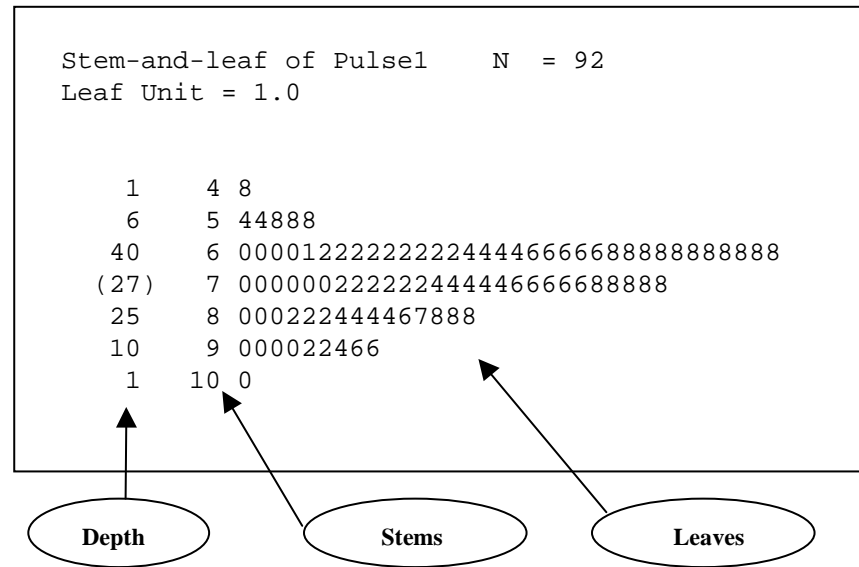 Stem-and-leaf of Pulse1 N = 92
Leaf Unit = 1.0
1 4 8
6 5 44888
40 6 0000122222222244446666688888888888
(27) 7 000000222222444446666688888
25 8 000222444467888
10 9 000022466
1 10 0
Depth Stems Leaves